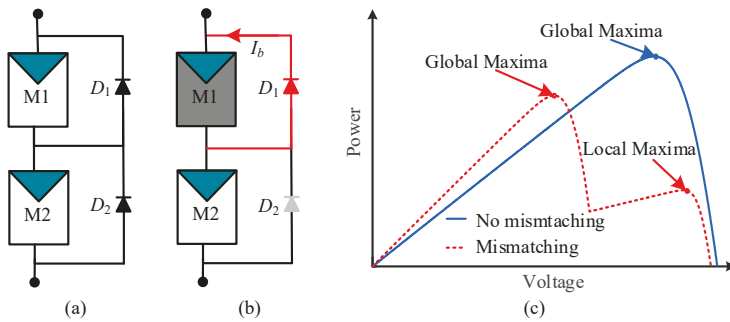 M1
D1
M2
D2
(a)
Ib
M1
D1
M2
D2
(b)
Global Maxima
Global Maxima
Local Maxima
Power
No mismtaching
Mismatching
Voltage
(c)